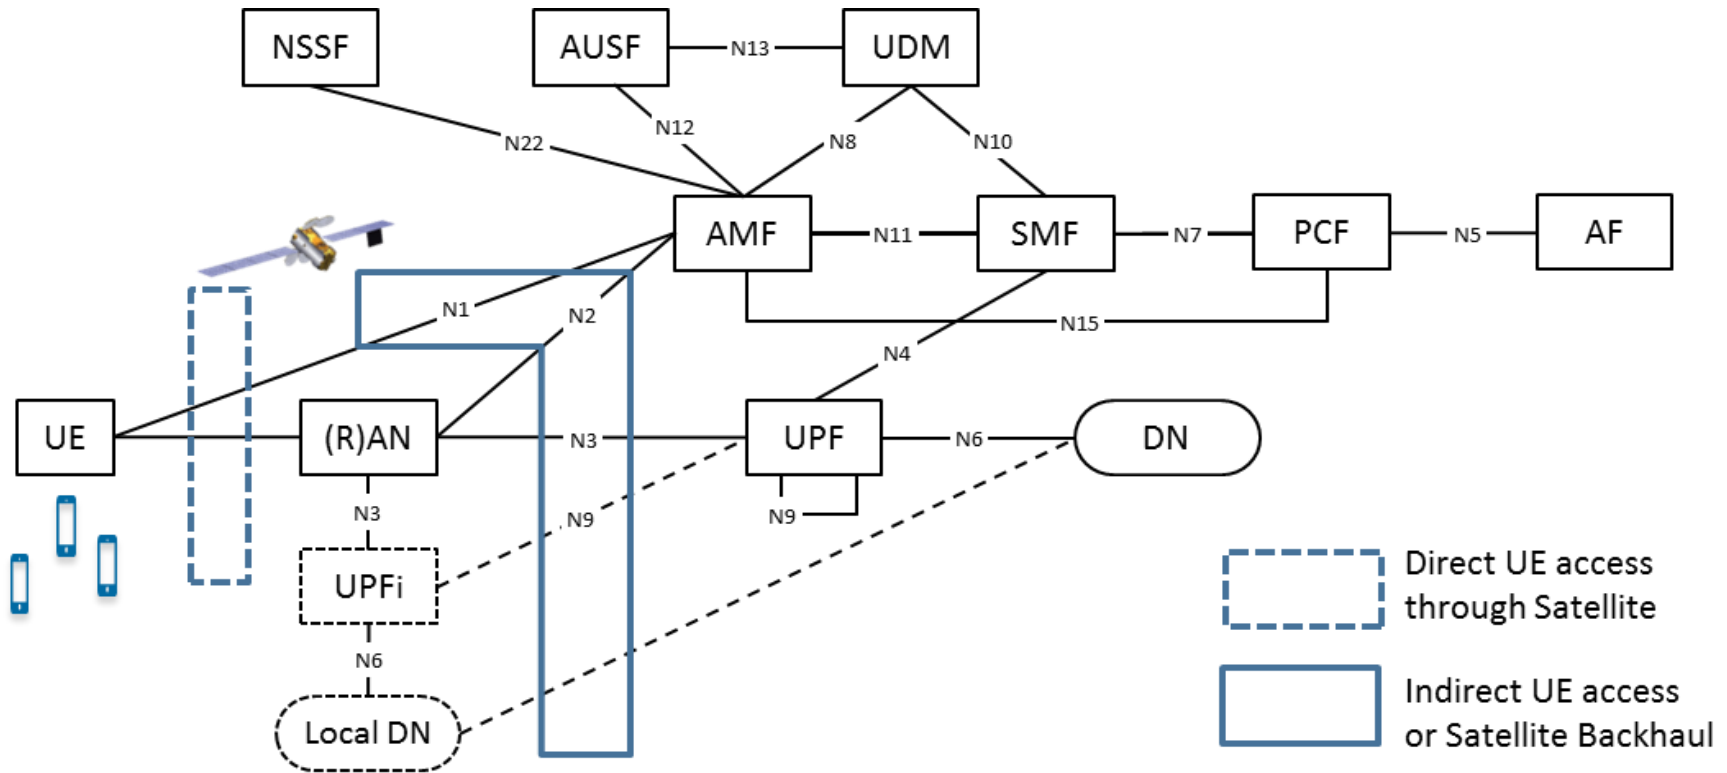 NSSF
AUSF
N13
UDM
N22
N12
N8
N10
AMF
N11
SMF
N7
PCF
N5
AF
N1
N2
N15
N4
UE
(R)AN
N3
UPF
N6
DN
N3
N9
N9
UPFi
N6
Local DN
Direct UE access
through Satellite
Indirect UE access
or Satellite Backhaul